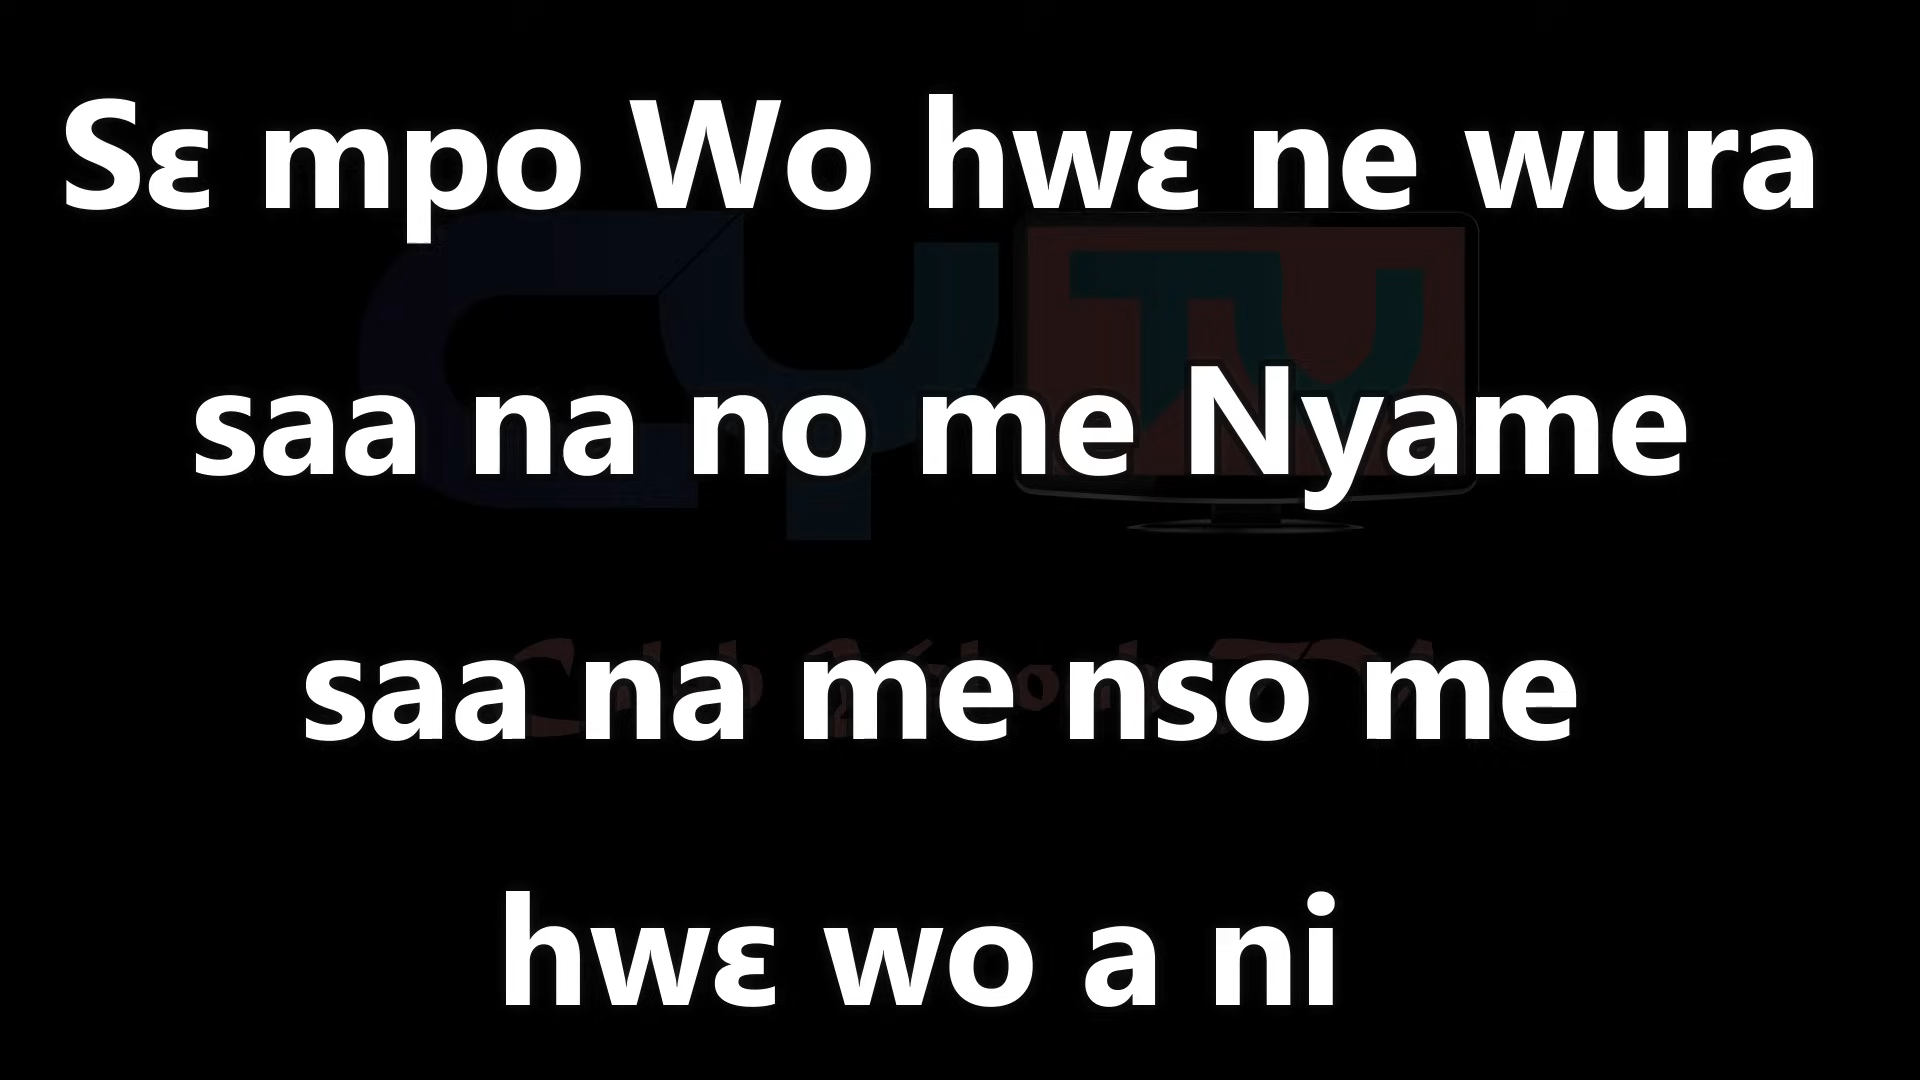 Sɛ mpo Wo hwɛ ne wura
saa na no me Nyame
saa na me nso me
hwɛ wo a ni
CYTV